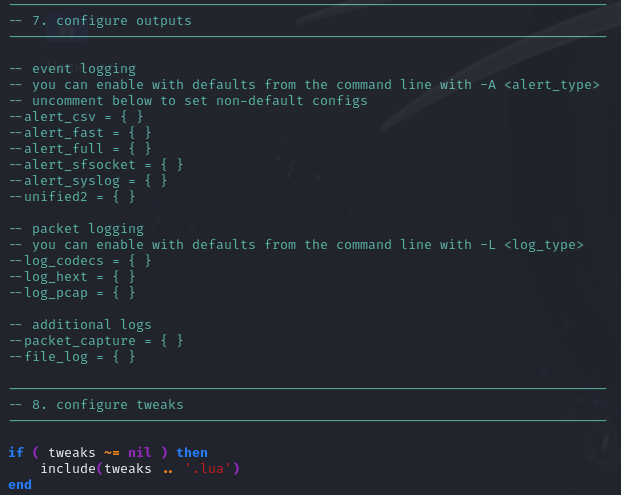 -- 7. configure outputs
-- event logging
-- you can enable with defaults from the command line with -A <alert_type>
-- uncomment below to set non-default configs
--alert_csv = { }
--alert_fast = { }
--alert_full = { }
--alert_sfsocket = { }
--alert_syslog = { }
--unified2 = { }
-- packet logging
-- you can enable with defaults from the command line with -L <log_type>
--log_codecs = { }
--log_hext = { }
--log_pcap = { }
-- additional logs
--packet_capture = { }
--file_log = { }
-- 8. configure tweaks
if ( tweaks ~= nil ) then
    include(tweaks .. '.lua')
end